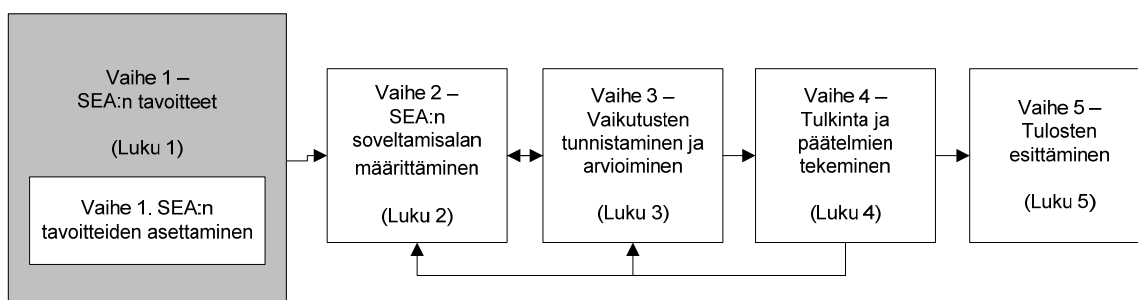 Vaihe 1 –
SEA:n tavoitteet
(Luku 1)
Vaihe 1. SEA:n
tavoitteiden asettaminen
Vaihe 2 –
SEA:n
soveltamisalan
määrittäminen
(Luku 2)
Vaihe 3 –
Vaikutusten
tunnistaminen ja
arvioiminen
(Luku 3)
Vaihe 4 –
Tulkinta ja
päätelmien
tekeminen
(Luku 4)
Vaihe 5 –
Tulosten
esittäminen
(Luku 5)